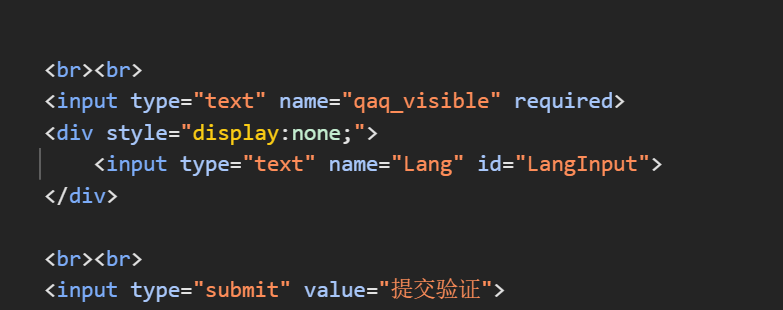 <br><br>
<input type="text" name="qaq_visible" required>
<div style="display:none;">
    <input type="text" name="Lang" id="LangInput">
</div>
<br><br>
<input type="submit" value="提交验证">